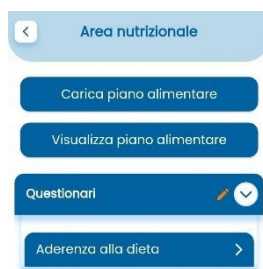 Area nutrizionale
Carica piano alimentare
Visualizza piano alimentare
Questionari
Aderenza alla dieta